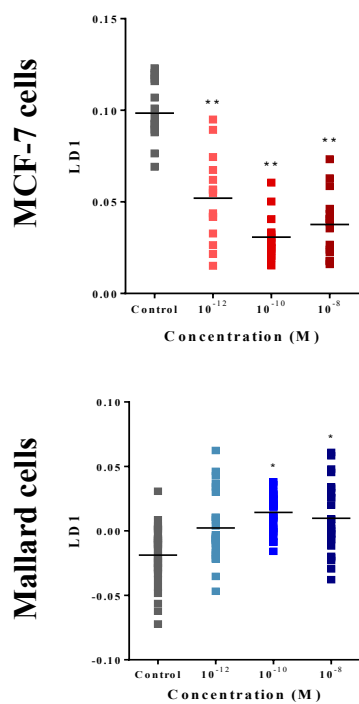 MCF-7 cells
LD1
0.15
0.10
0.05
0.00
**
**
**
Control 10⁻¹² 10⁻¹⁰ 10⁻⁸
Concentration (M)
Mallard cells
LD1
0.10
0.05
0.00
-0.05
-0.10
*
*
Control 10⁻¹² 10⁻¹⁰ 10⁻⁸
Concentration (M)